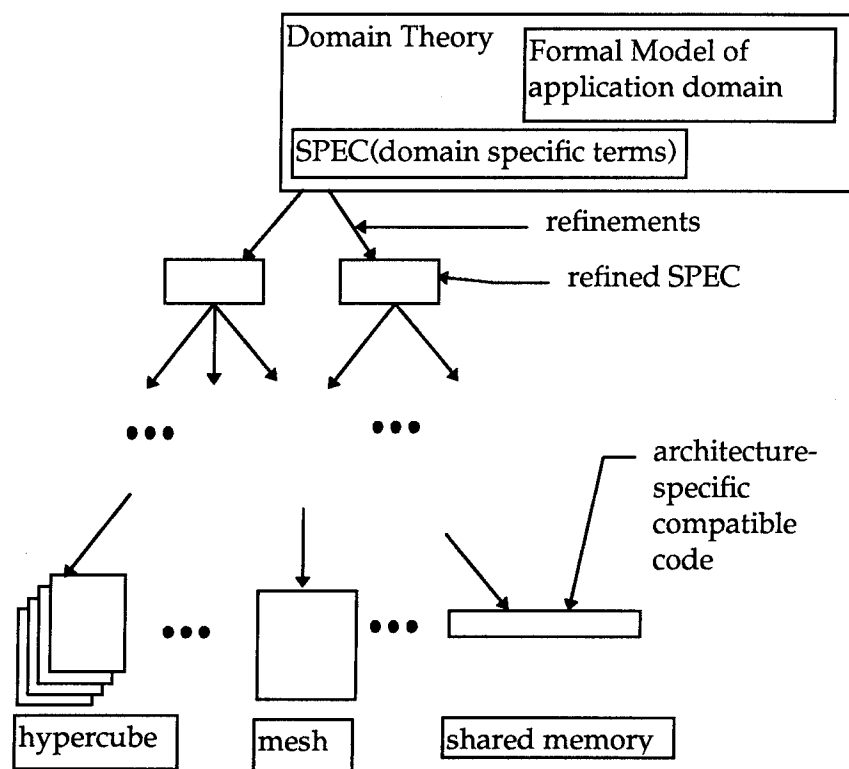 Domain Theory
Formal Model of
application domain
SPEC(domain specific terms)
refinements
refined SPEC
architecture-
specific
compatible
code
hypercube
mesh
shared memory